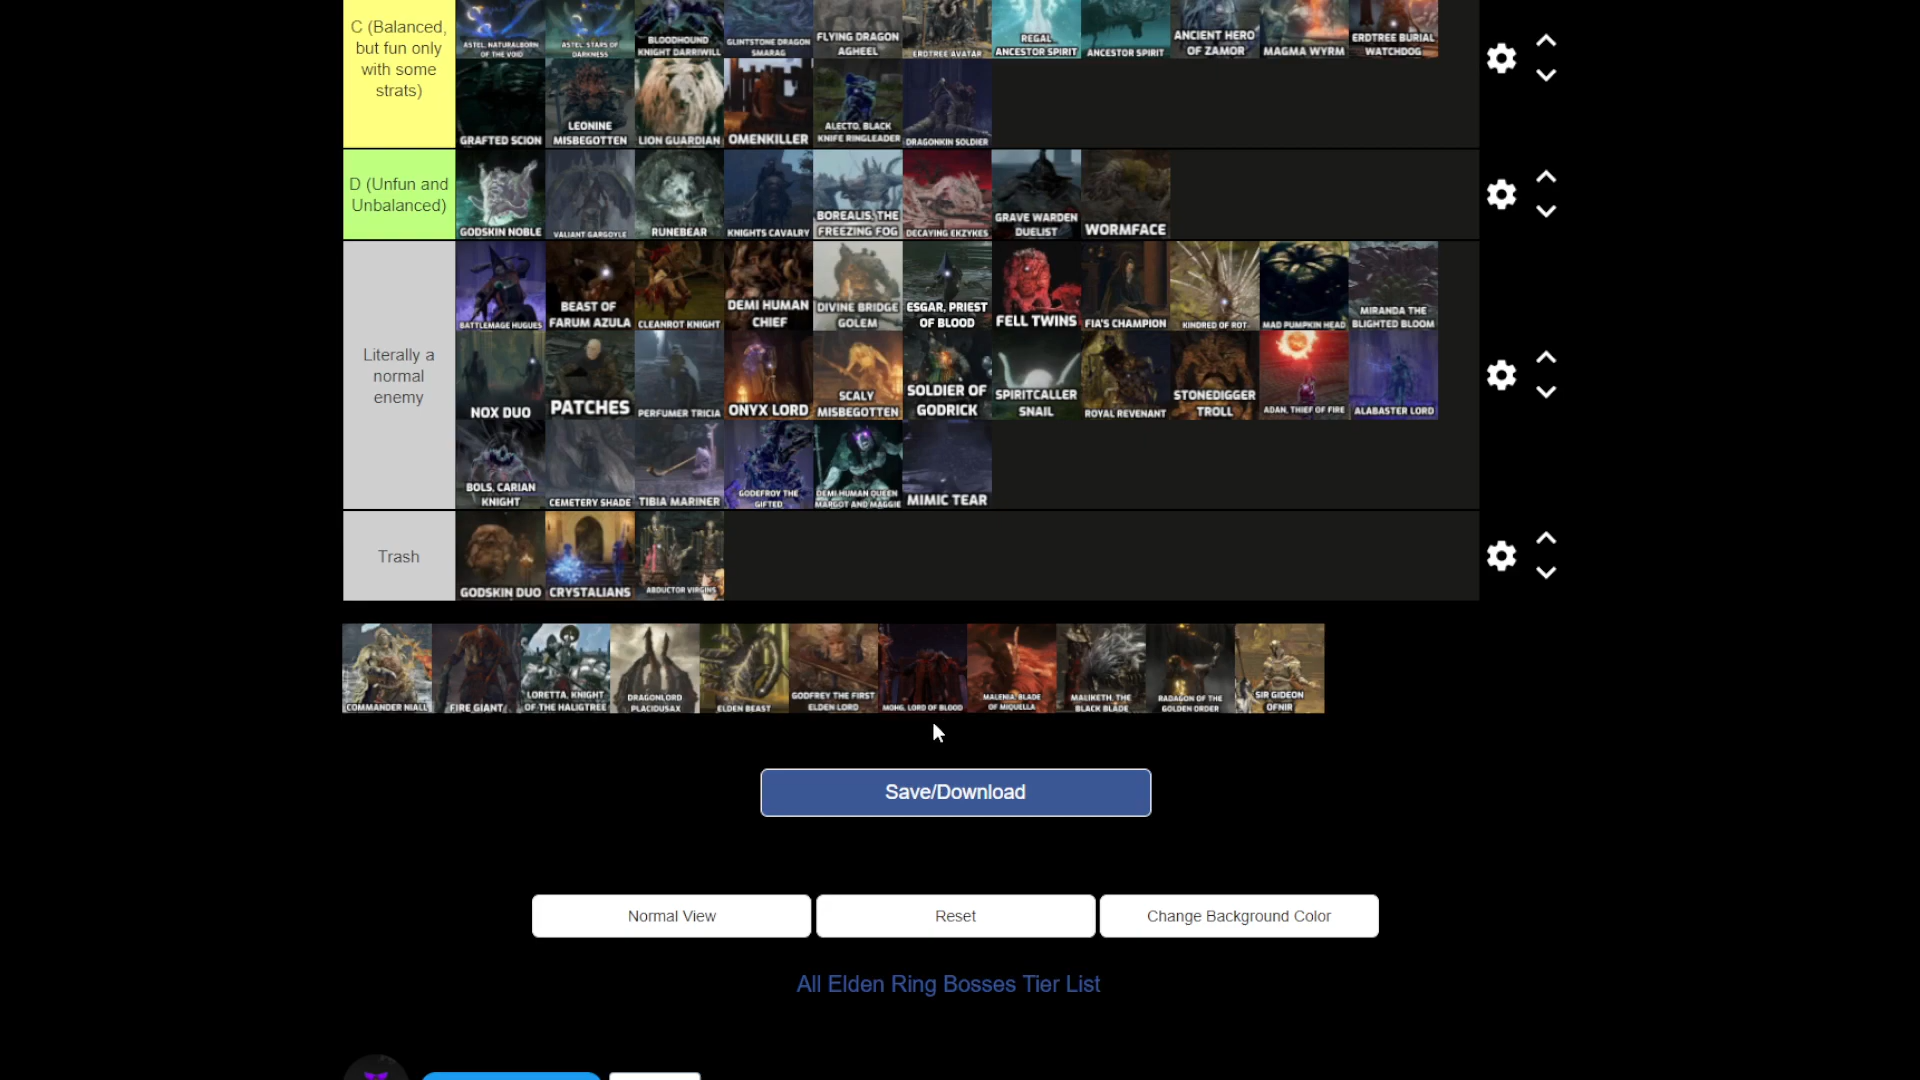 C (Balanced,
but fun only
with some
strats)
ASTEL, NATURALBORN
OF THE VOID
ASTEL, STARS OF
DARKNESS
BLOODHOUND
KNIGHT DARRIWILL
GLINTSTONE DRAGON
SMARAG
FLYING DRAGON
AGHEEL
ERDTREE AVATAR
REGAL
ANCESTOR SPIRIT
ANCESTOR SPIRIT
ANCIENT HERO
OF ZAMOR
MAGMA WYRM
ERDTREE BURIAL
WATCHDOG
GRAFTED SCION
LEONINE
MISBEGOTTEN
LION GUARDIAN
OMENKILLER
ALECTO, BLACK
KNIFE RINGLEADER
DRAGONKIN SOLDIER
D (Unfun and
Unbalanced)
GODSKIN NOBLE
VALIANT GARGOYLE
RUNEBEAR
KNIGHTS CAVALRY
BOREALIS, THE
FREEZING FOG
DECAYING EKZYKES
GRAVE WARDEN
DUELIST
WORMFACE
Literally a
normal
enemy
BATTLEMAGE HUGUES
BEAST OF
FARUM AZULA
CLEANROT KNIGHT
DEMI HUMAN
CHIEF
DIVINE BRIDGE
GOLEM
ESGAR, PRIEST
OF BLOOD
FELL TWINS
FIA'S CHAMPION
KINDRED OF ROT
MAD PUMPKIN HEAD
MIRANDA THE
BLIGHTED BLOOM
NOX DUO
PATCHES
PERFUMER TRICIA
ONYX LORD
SCALY
MISBEGOTTEN
SOLDIER OF
GODRICK
SPIRITCALLER
SNAIL
ROYAL REVENANT
STONEDIGGER
TROLL
ADAN, THIEF OF FIRE
ALABASTER LORD
BOLS, CARIAN
KNIGHT
CEMETERY SHADE
TIBIA MARINER
GODEFROY THE
GIFTED
DEMI HUMAN QUEEN
MARGOT AND MAGGIE
MIMIC TEAR
Trash
GODSKIN DUO
CRYSTALIANS
ABDUCTOR VIRGINS
COMMANDER NIALL
FIRE GIANT
LORETTA, KNIGHT
OF THE HALIGTREE
DRAGONLORD
PLACIDUSAX
ELDEN BEAST
GODFREY THE FIRST
ELDEN LORD
MOHG, LORD OF BLOOD
MALENIA, BLADE
OF MIQUELLA
MALIKETH, THE
BLACK BLADE
RADAGON OF THE
GOLDEN ORDER
SIR GIDEON
OFNIR
Save/Download
Normal View
Reset
Change Background Color
All Elden Ring Bosses Tier List